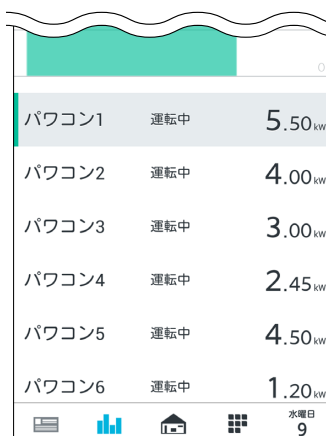 0
パワコン1 運転中 5.50kW
パワコン2 運転中 4.00kW
パワコン3 運転中 3.00kW
パワコン4 運転中 2.45kW
パワコン5 運転中 4.50kW
パワコン6 運転中 1.20kW
水曜日
9